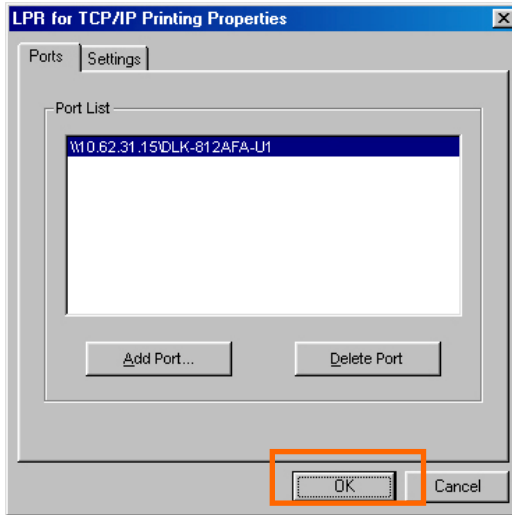 LPR for TCP/IP Printing Properties
Ports Settings
Port List
\\10.62.31.15\DLK-812AFA-U1
Add Port... Delete Port
OK Cancel